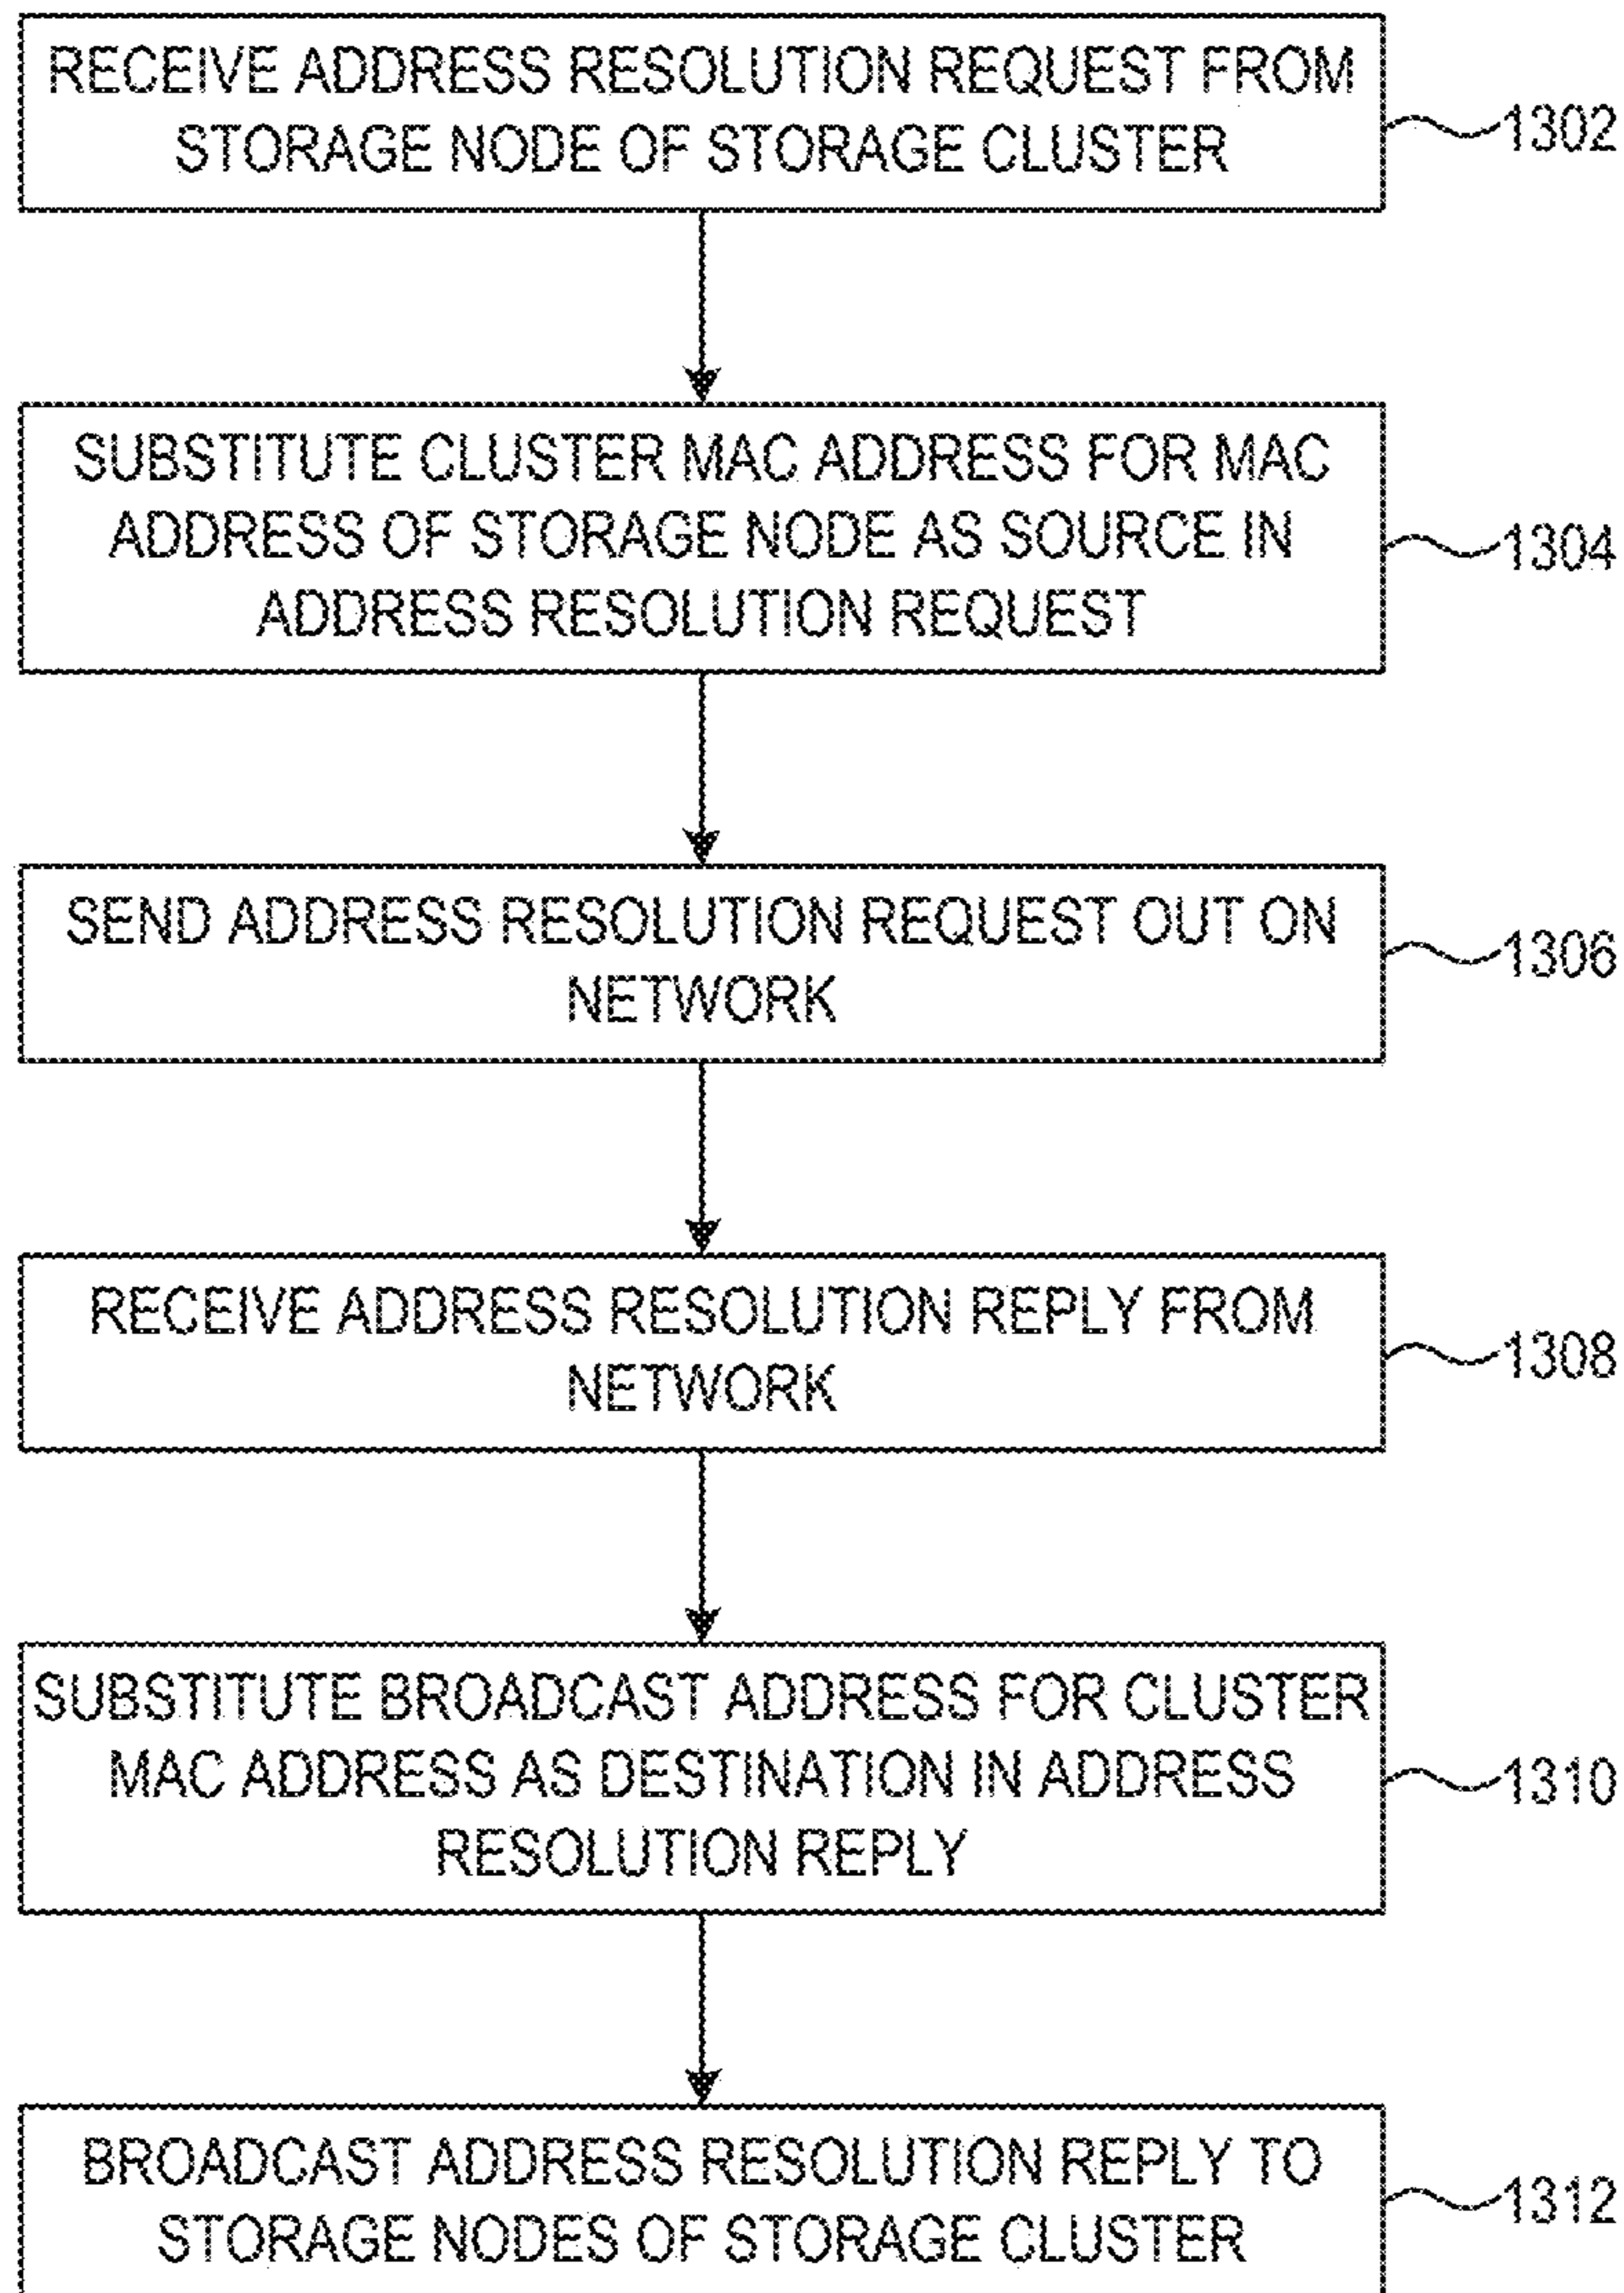 RECEIVE ADDRESS RESOLUTION REQUEST FROM
STORAGE NODE OF STORAGE CLUSTER
1302
SUBSTITUTE CLUSTER MAC ADDRESS FOR MAC
ADDRESS OF STORAGE NODE AS SOURCE IN
ADDRESS RESOLUTION REQUEST
1304
SEND ADDRESS RESOLUTION REQUEST OUT ON
NETWORK
1306
RECEIVE ADDRESS RESOLUTION REPLY FROM
NETWORK
1308
SUBSTITUTE BROADCAST ADDRESS FOR CLUSTER
MAC ADDRESS AS DESTINATION IN ADDRESS
RESOLUTION REPLY
1310
BROADCAST ADDRESS RESOLUTION REPLY TO
STORAGE NODES OF STORAGE CLUSTER
1312